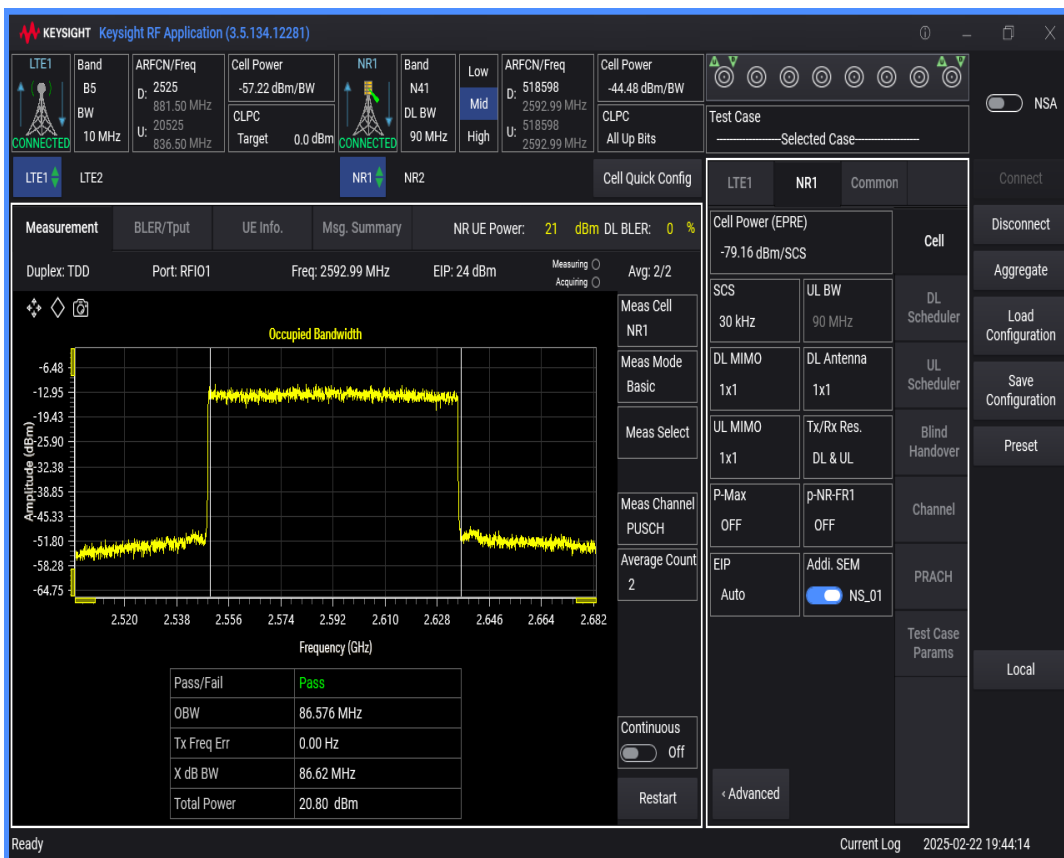 KEYSIGHT Keysight RF Application (3.5.134.12281)
LTE1
CONNECTED
Band
B5
BW
10 MHz
ARFCN/Freq
D: 2525
881.50 MHz
U: 20525
836.50 MHz
Cell Power
-57.22 dBm/BW
CLPC
Target 0.0 dBm
NR1
CONNECTED
Band
N41
DL BW
90 MHz
Low
Mid
High
ARFCN/Freq
D: 518598
2592.99 MHz
U: 518598
2592.99 MHz
Cell Power
-44.48 dBm/BW
CLPC
All Up Bits
Test Case
----------------Selected Case----------------
NSA
LTE1 LTE2 NR1 NR2 Cell Quick Config
Measurement BLER/Tput UE Info. Msg. Summary NR UE Power: 21 dBm DL BLER: 0 %
Duplex: TDD Port: RFIO1 Freq: 2592.99 MHz EIP: 24 dBm Measuring Acquiring Avg: 2/2
Occupied Bandwidth
Amplitude (dBm)
-6.48
-12.95
-19.43
-25.90
-32.38
-38.85
-45.33
-51.80
-58.28
-64.75
2.520 2.538 2.556 2.574 2.592 2.610 2.628 2.646 2.664 2.682
Frequency (GHz)
Pass/Fail Pass
OBW 86.576 MHz
Tx Freq Err 0.00 Hz
X dB BW 86.62 MHz
Total Power 20.80 dBm
Meas Cell
NR1
Meas Mode
Basic
Meas Select
Meas Channel
PUSCH
Average Count
2
Continuous
Off
Restart
LTE1 NR1 Common
Cell Power (EPRE)
-79.16 dBm/SCS
SCS
30 kHz
UL BW
90 MHz
DL MIMO
1x1
DL Antenna
1x1
UL MIMO
1x1
Tx/Rx Res.
DL & UL
P-Max
OFF
p-NR-FR1
OFF
EIP
Auto
Addi. SEM
NS_01
‹ Advanced
Cell
DL
Scheduler
UL
Scheduler
Blind
Handover
Channel
PRACH
Test Case
Params
Connect
Disconnect
Aggregate
Load
Configuration
Save
Configuration
Preset
Local
Ready Current Log 2025-02-22 19:44:14